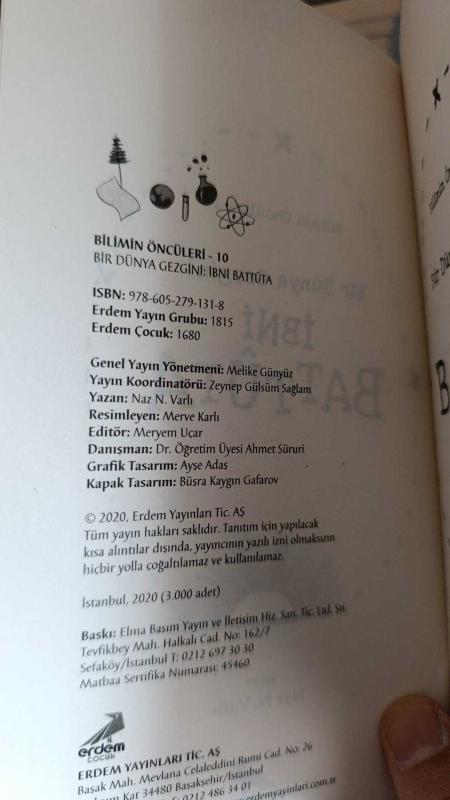 BİLİMİN ÖNCÜLERİ - 10
BİR DÜNYA GEZGİNİ: İBNİ BATTÛTA
ISBN: 978-605-279-131-8
Erdem Yayın Grubu: 1815
Erdem Çocuk: 1680
Genel Yayın Yönetmeni: Melike Günyüz
Yayın Koordinatörü: Zeynep Gülsüm Sağlam
Yazan: Naz N. Varlı
Resimleyen: Merve Karlı
Editör: Meryem Uçar
Danışman: Dr. Öğretim Üyesi Ahmet Süruri
Grafik Tasarım: Ayşe Adaş
Kapak Tasarım: Büşra Kaygın Gafarov
© 2020, Erdem Yayınları Tic. AŞ
Tüm yayın hakları saklıdır. Tanıtım için yapılacak
kısa alıntılar dışında, yayıncının yazılı izni olmaksızın
hiçbir yolla çoğaltılamaz ve kullanılamaz.
İstanbul, 2020 (3.000 adet)
Baskı: Elma Basım Yayın ve İletişim Hiz. San. Tic. Ltd. Şti.
Tevfikbey Mah. Halkalı Cad. No: 162/7
Sefaköy/İstanbul T: 0212 697 30 30
Matbaa Sertifika Numarası: 45460
erdem
ÇOCUK
ERDEM YAYINLARI TİC. AŞ
Başak Mah. Mevlana Celaleddini Rumi Cad. No: 26
Kat 34480 Başakşehir/İstanbul
0212 486 34 01